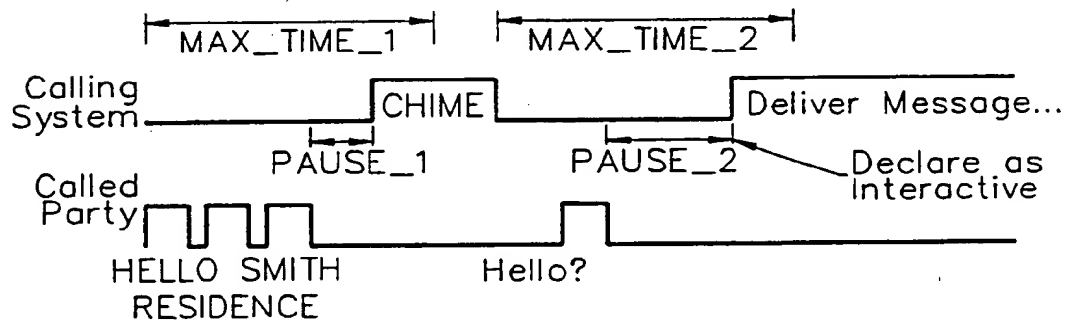 MAX_TIME_1 MAX_TIME_2
Calling
System
CHIME
Deliver Message...
PAUSE_1
PAUSE_2
Declare as
Interactive
Called
Party
HELLO SMITH
RESIDENCE
Hello?